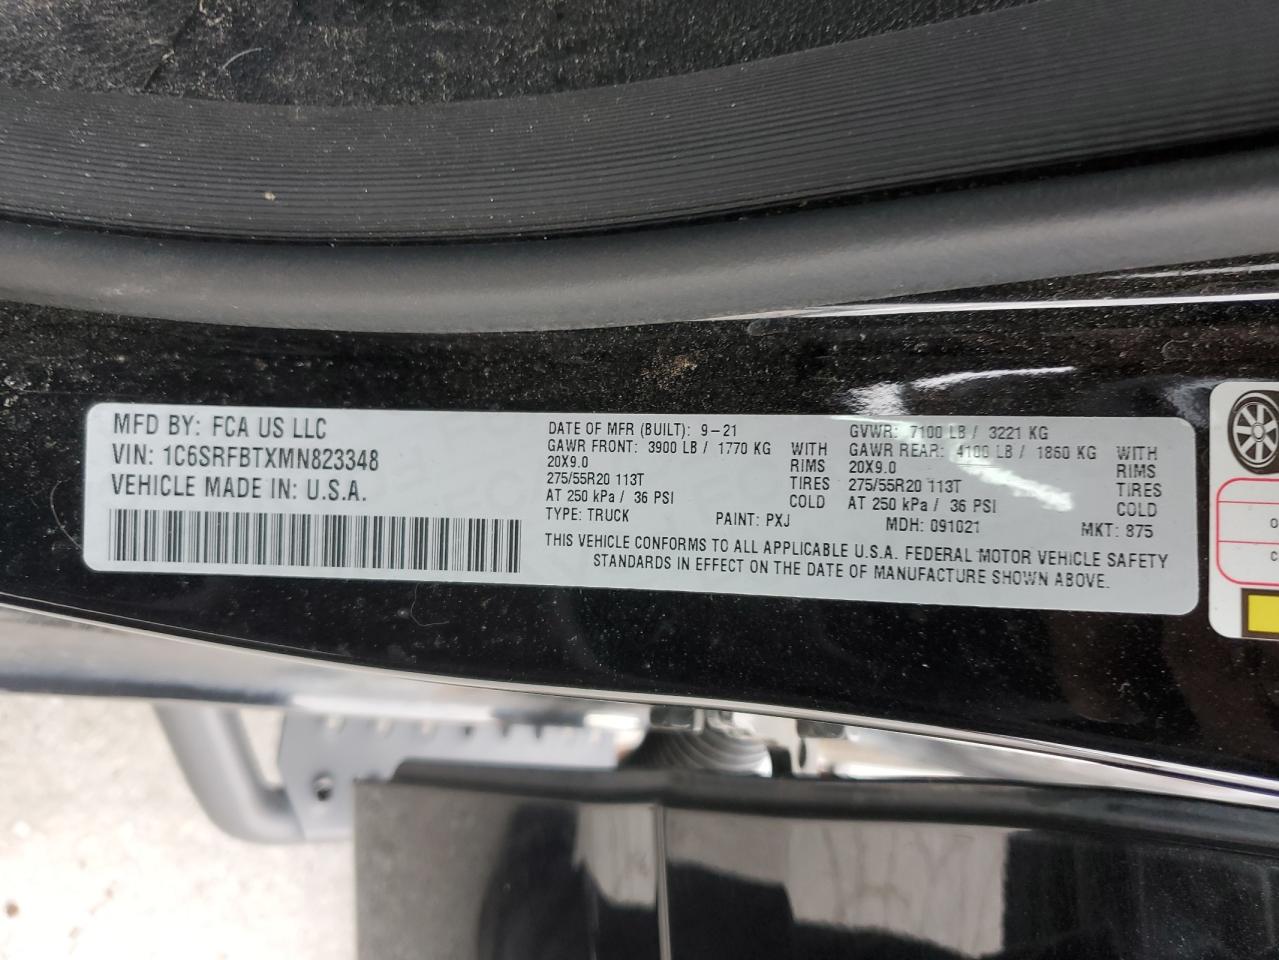 MFD BY: FCA US LLC
VIN: 1C6SRFBTXMN823348
VEHICLE MADE IN: U.S.A.
DATE OF MFR (BUILT): 9-21
GAWR FRONT: 3900 LB / 1770 KG WITH
20X9.0 RIMS
275/55R20 113T TIRES
AT 250 kPa / 36 PSI COLD
GVWR: 7100 LB / 3221 KG
GAWR REAR: 4100 LB / 1860 KG WITH
20X9.0 RIMS
275/55R20 113T TIRES
AT 250 kPa / 36 PSI COLD
TYPE: TRUCK PAINT: PXJ MDH: 091021 MKT: 875
THIS VEHICLE CONFORMS TO ALL APPLICABLE U.S.A. FEDERAL MOTOR VEHICLE SAFETY
STANDARDS IN EFFECT ON THE DATE OF MANUFACTURE SHOWN ABOVE.